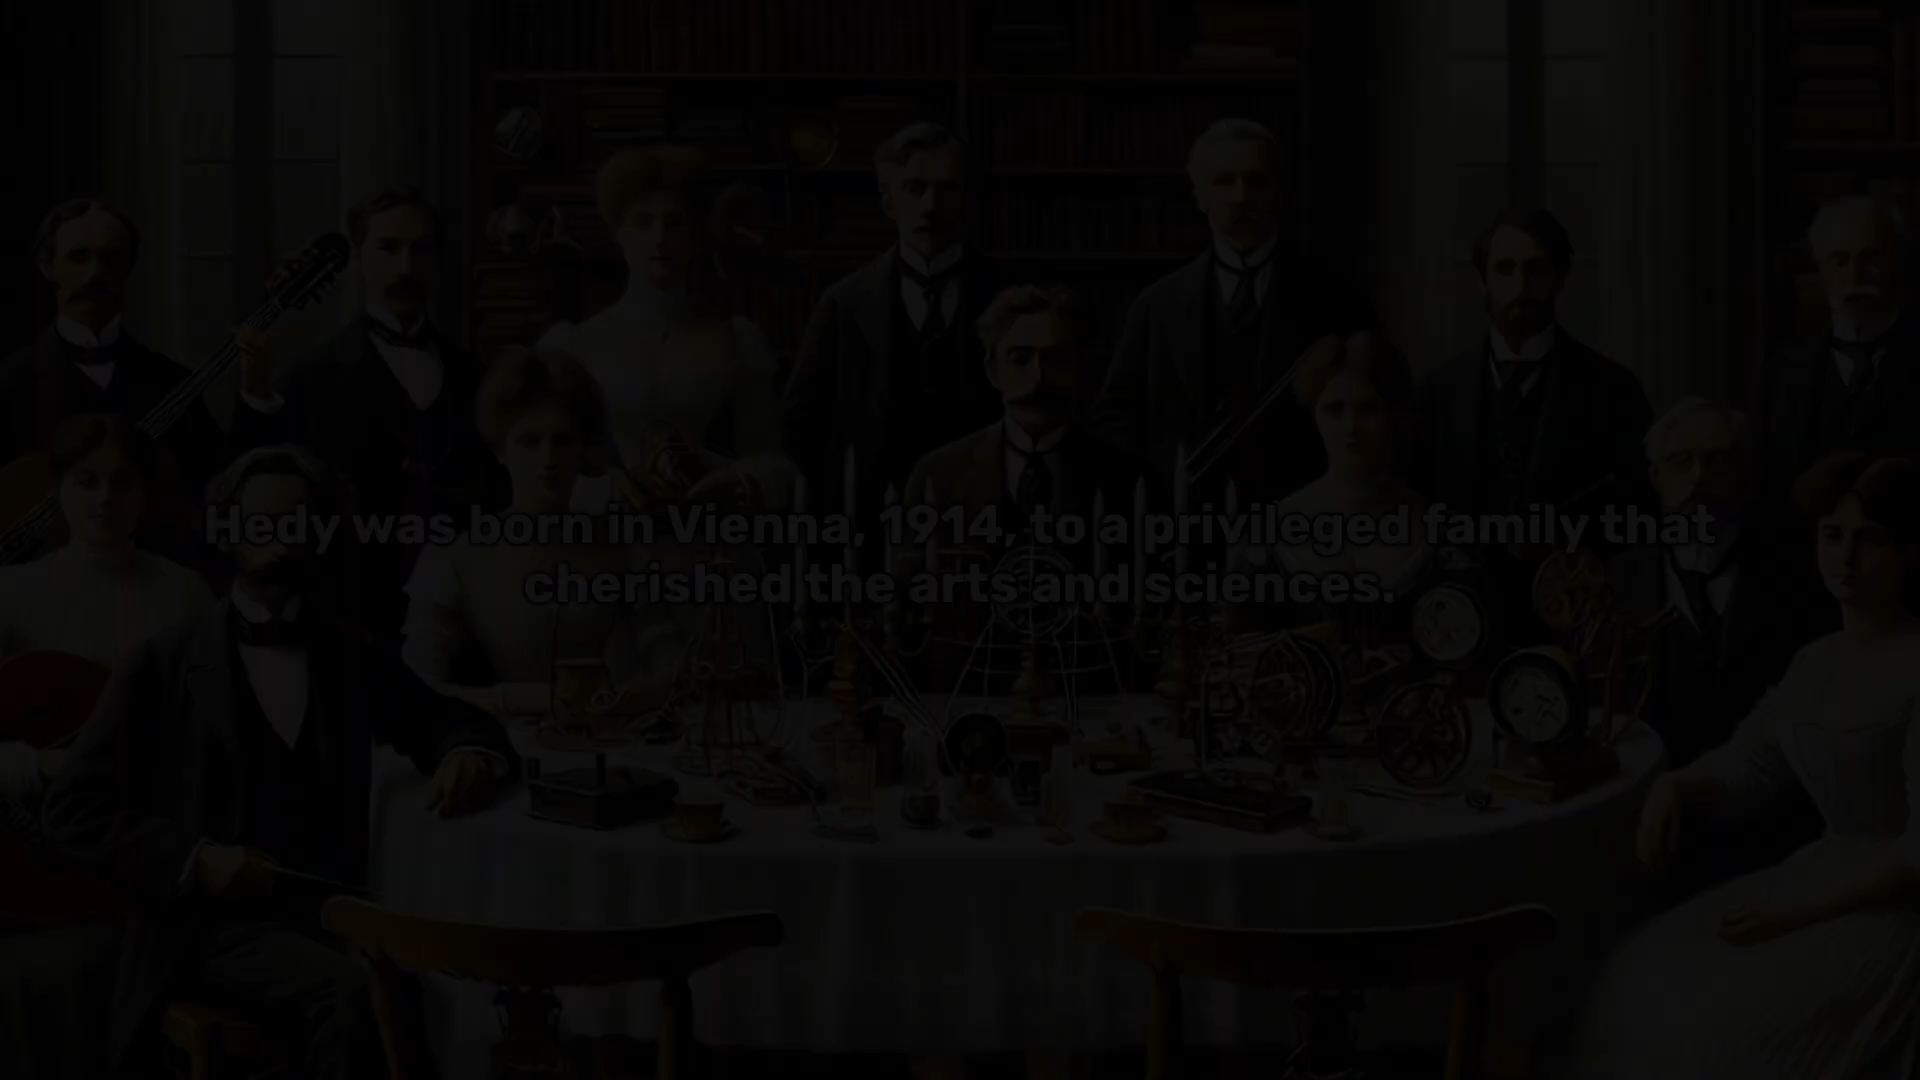 Hedy was born in Vienna, 1914, to a privileged family that
cherished the arts and sciences.